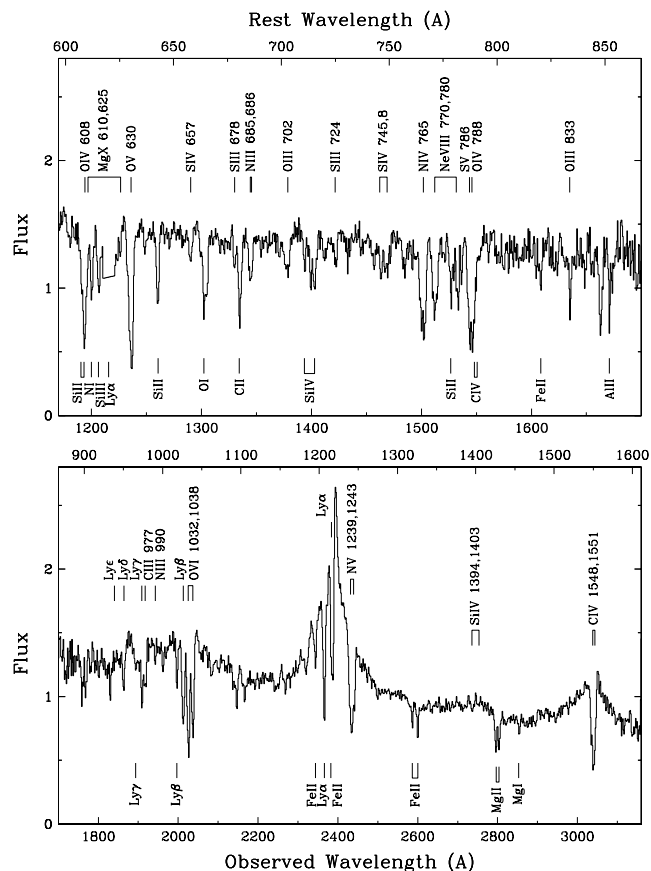 Rest Wavelength (A)
600 650 700 750 800 850
OIV 608
MgX 610,625
OV 630
SIV 657
SIII 678
NIII 685,686
OIII 702
SIII 724
SIV 745,8
NIV 765
NeVIII 770,780
SV 786
OIV 788
OIII 833
Flux
2
1
0
SiII
NI
SiIII
Lyα
SiII
OI
CII
SiIV
SiII
CIV
FeII
AlII
1200 1300 1400 1500 1600
900 1000 1100 1200 1300 1400 1500 1600
Lyε
Lyδ
Lyγ
CIII 977
NIII 990
Lyβ
OVI 1032,1038
Lyα
NV 1239,1243
SiIV 1394,1403
CIV 1548,1551
Flux
2
1
0
Lyγ
Lyβ
FeII
Lyα
FeII
FeII
MgII
MgI
1800 2000 2200 2400 2600 2800 3000
Observed Wavelength (A)